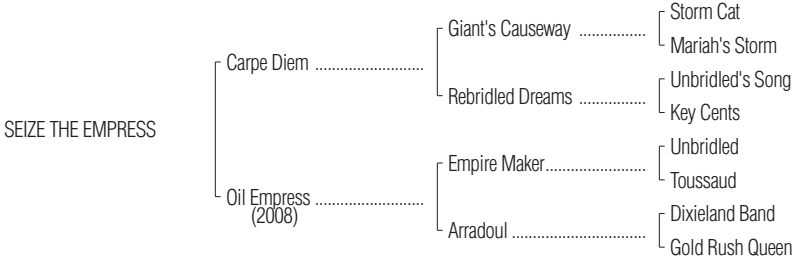 Storm Cat
Giant's Causeway ................
Mariah's Storm
Carpe Diem ..........................
Unbridled's Song
Rebridled Dreams ................
Key Cents
SEIZE THE EMPRESS
Unbridled
Empire Maker........................
Toussaud
Oil Empress ..........................
(2008)
Dixieland Band
Arradoul ................................
Gold Rush Queen